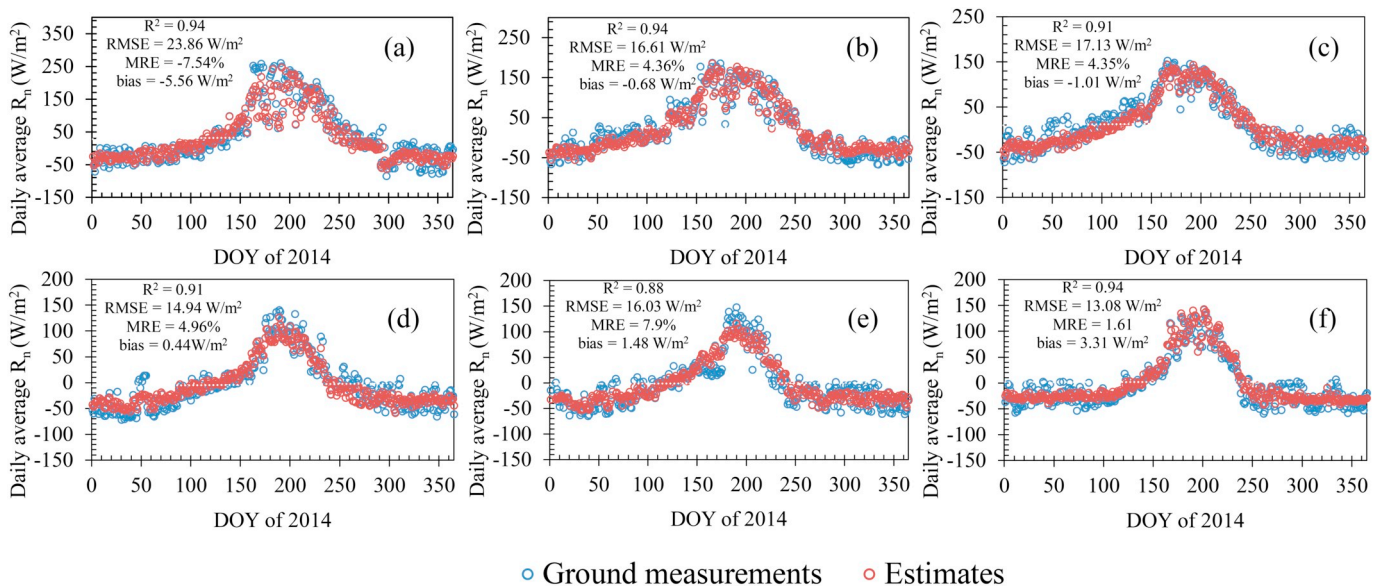 R² = 0.94
RMSE = 23.86 W/m²
MRE = -7.54%
bias = -5.56 W/m²
(a)
350
250
150
50
-50
-150
Daily average Rₙ (W/m²)
0 50 100 150 200 250 300 350
DOY of 2014
R² = 0.94
RMSE = 16.61 W/m²
MRE = 4.36%
bias = -0.68 W/m²
(b)
250
150
50
-50
-150
Daily average Rₙ (W/m²)
0 50 100 150 200 250 300 350
DOY of 2014
R² = 0.91
RMSE = 17.13 W/m²
MRE = 4.35%
bias = -1.01 W/m²
(c)
250
150
50
-50
-150
Daily average Rₙ (W/m²)
0 50 100 150 200 250 300 350
DOY of 2014
R² = 0.91
RMSE = 14.94 W/m²
MRE = 4.96%
bias = 0.44W/m²
(d)
200
150
100
50
0
-50
-100
-150
Daily average Rₙ (W/m²)
0 50 100 150 200 250 300 350
DOY of 2014
R² = 0.88
RMSE = 16.03 W/m²
MRE = 7.9%
bias = 1.48 W/m²
(e)
200
150
100
50
0
-50
-100
-150
Daily average Rₙ (W/m²)
0 50 100 150 200 250 300 350
DOY of 2014
R² = 0.94
RMSE = 13.08 W/m²
MRE = 1.61
bias = 3.31 W/m²
(f)
200
150
100
50
0
-50
-100
-150
Daily average Rₙ (W/m²)
0 50 100 150 200 250 300 350
DOY of 2014
Ground measurements Estimates